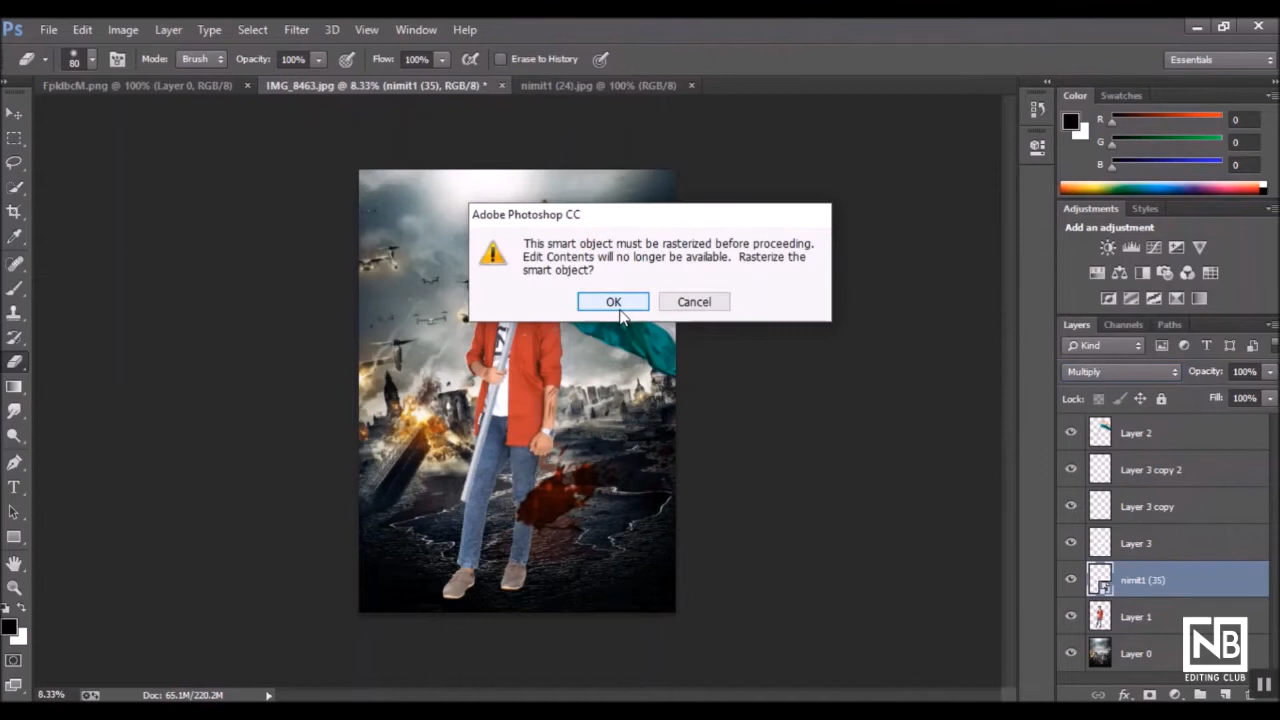 Ps File Edit Image Layer Type Select Filter 3D View Window Help
80 Mode: Brush Opacity: 100% Flow: 100% Erase to History Essentials
FpklbcM.png @ 100% (Layer 0, RGB/8) × IMG_8463.jpg @ 8.33% (nimit1 (35), RGB/8) * × nimit1 (24).jpg @ 100% (RGB/8) ×
Color Swatches
R 0
G 0
B 0
Adjustments Styles
Add an adjustment
Adobe Photoshop CC
This smart object must be rasterized before proceeding.
Edit Contents will no longer be available. Rasterize the
smart object?
OK Cancel
Layers Channels Paths
Kind
Multiply Opacity: 100%
Lock: Fill: 100%
Layer 2
Layer 3 copy 2
Layer 3 copy
Layer 3
nimit1 (35)
Layer 1
Layer 0
NB
EDITING CLUB
8.33% Doc: 65.1M/220.2M